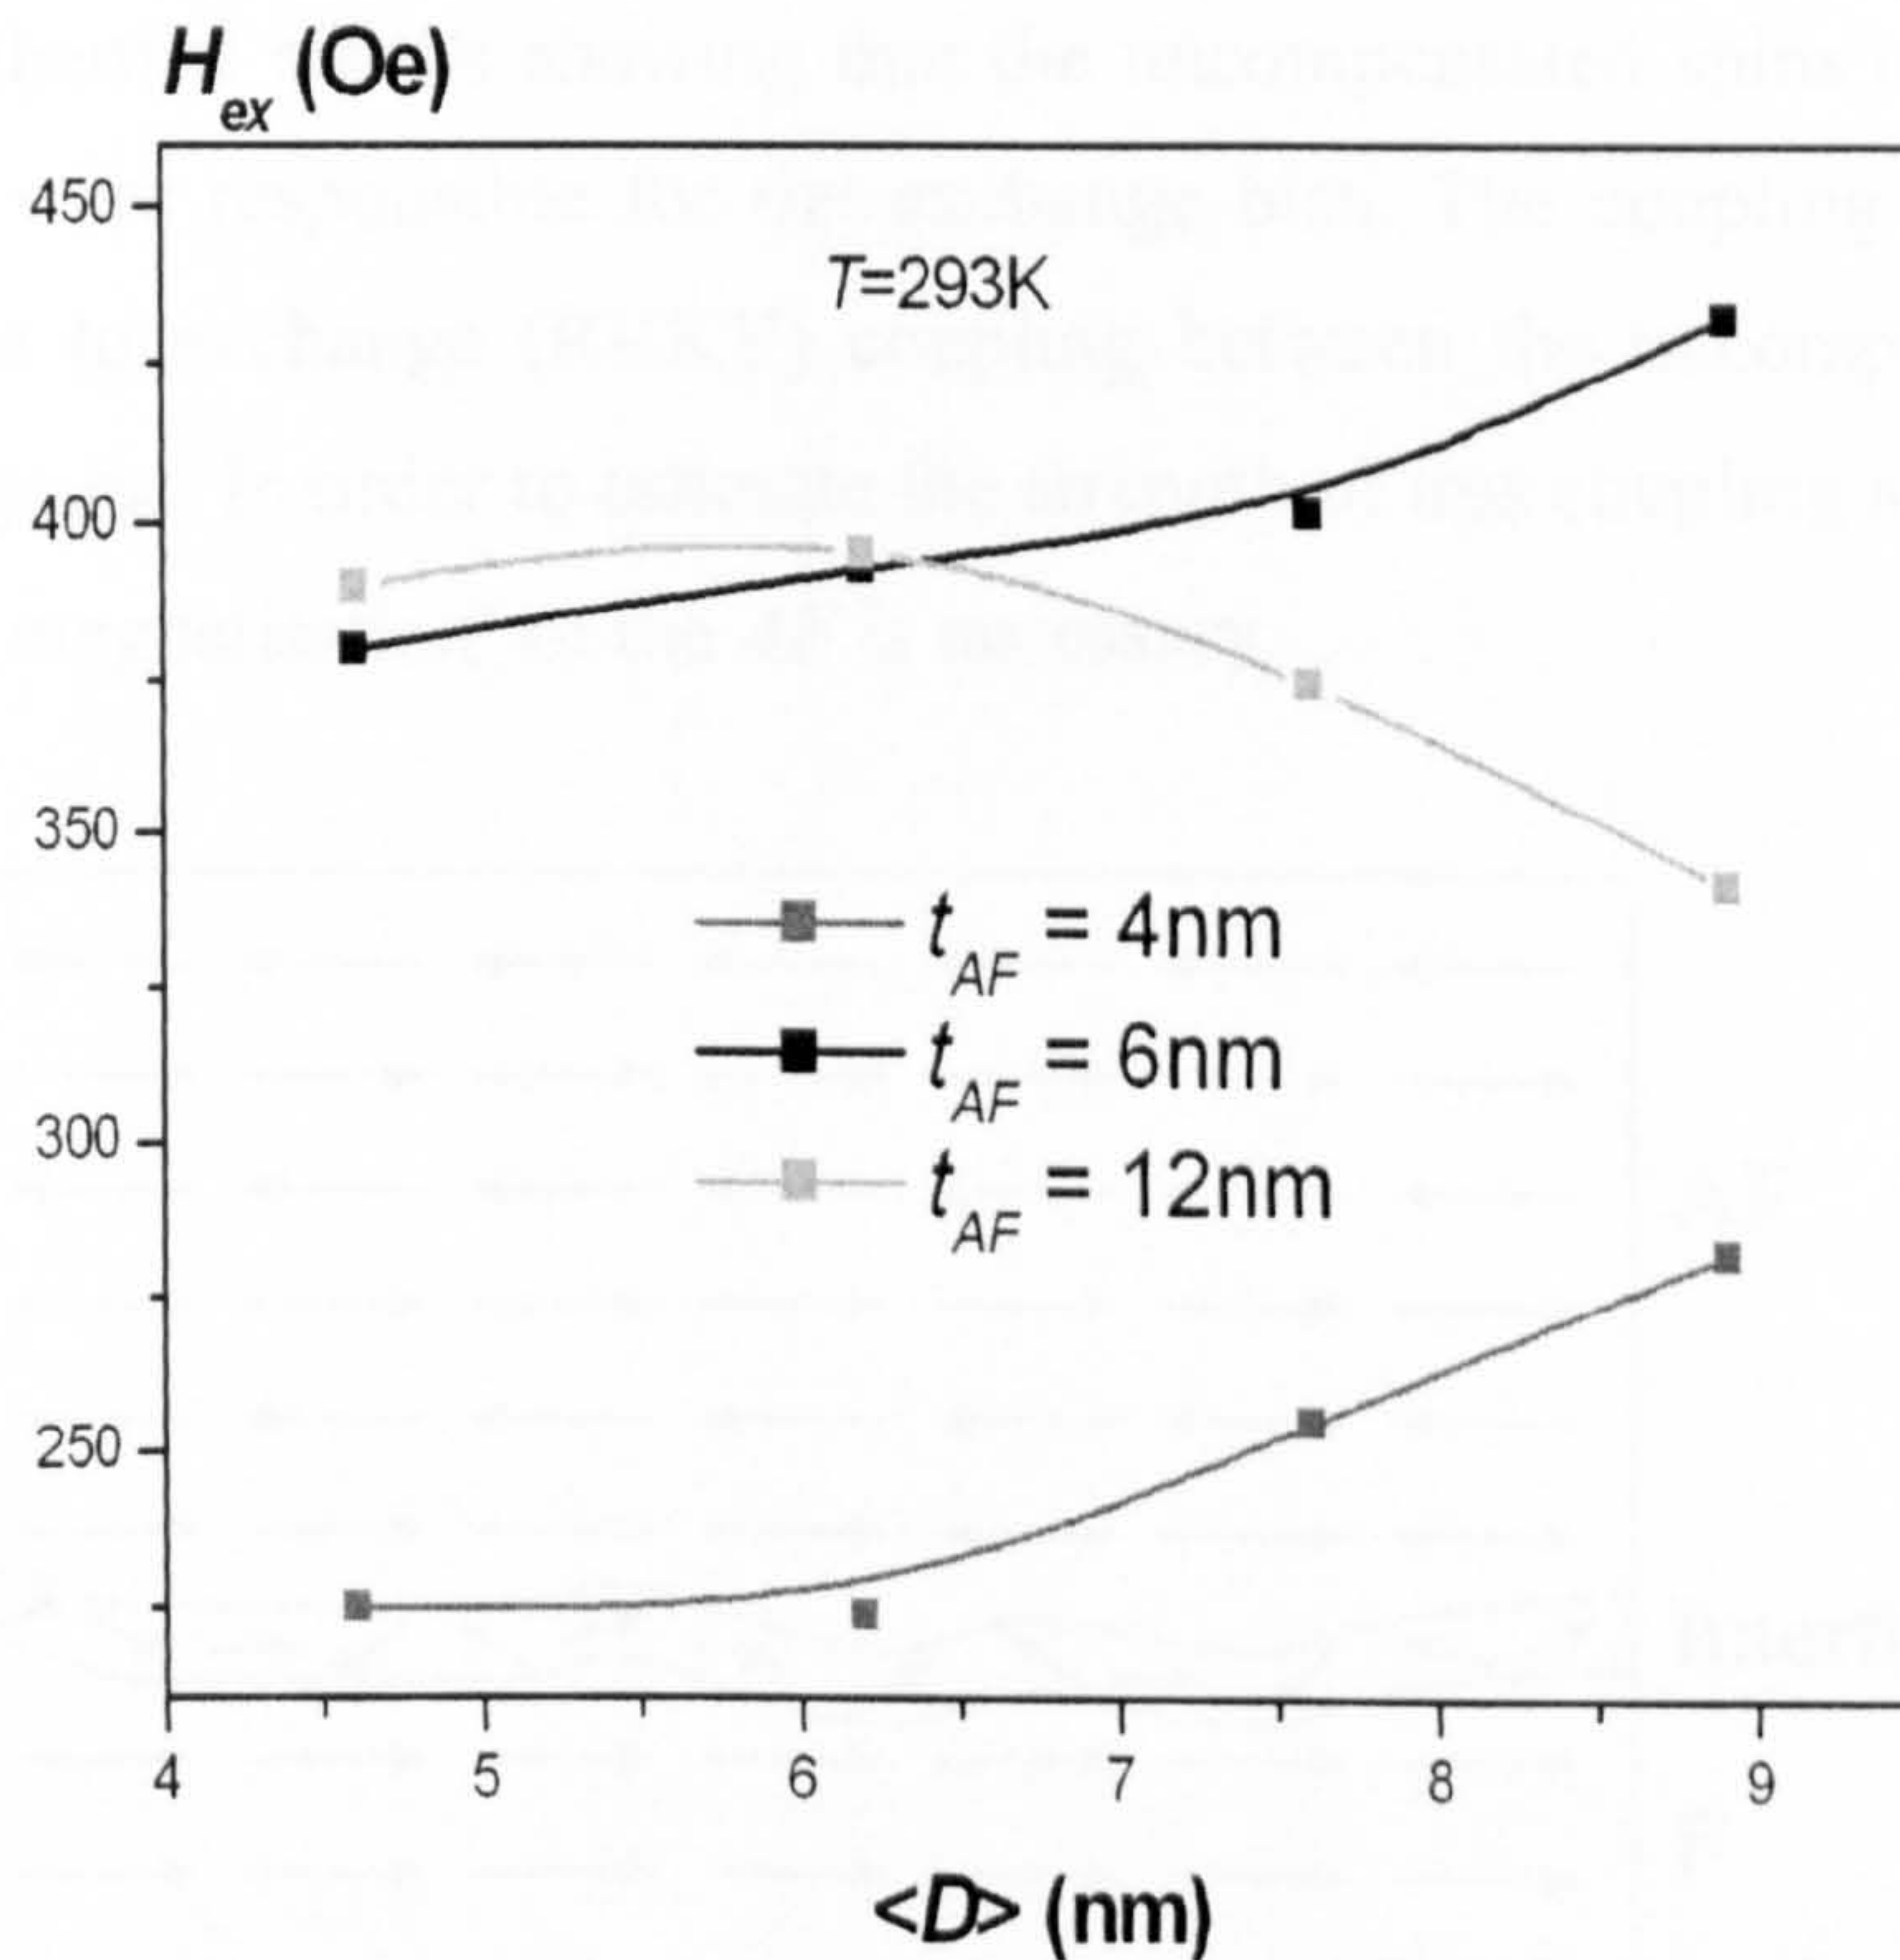 H_ex (Oe)
450
T=293K
400
350
t_AF = 4nm
t_AF = 6nm
300
t_AF = 12nm
250
4 5 6 7 8 9
<D> (nm)